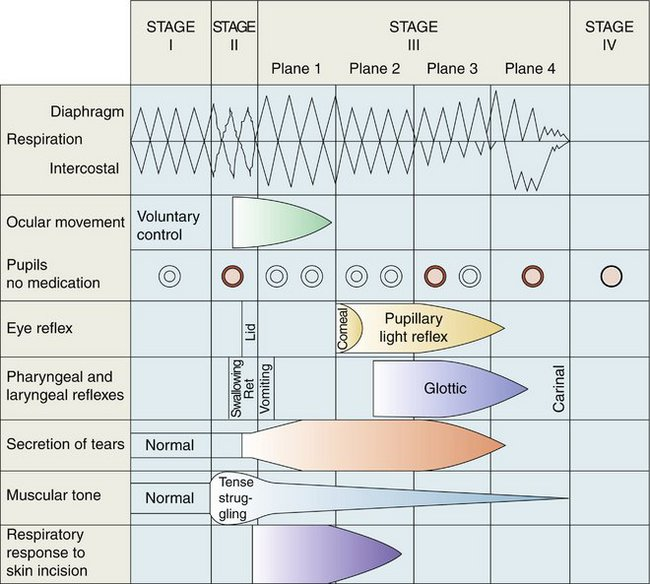 STAGE
I
STAGE
II
STAGE
III
STAGE
IV
Plane 1
Plane 2
Plane 3
Plane 4
Diaphragm
Respiration
Intercostal
Ocular movement
Voluntary
control
Pupils
no medication
Eye reflex
Lid
Corneal
Pupillary
light reflex
Pharyngeal and
laryngeal reflexes
Swallowing
Ret
Vomiting
Glottic
Carinal
Secretion of tears
Normal
Muscular tone
Normal
Tense
strug-
gling
Respiratory
response to
skin incision